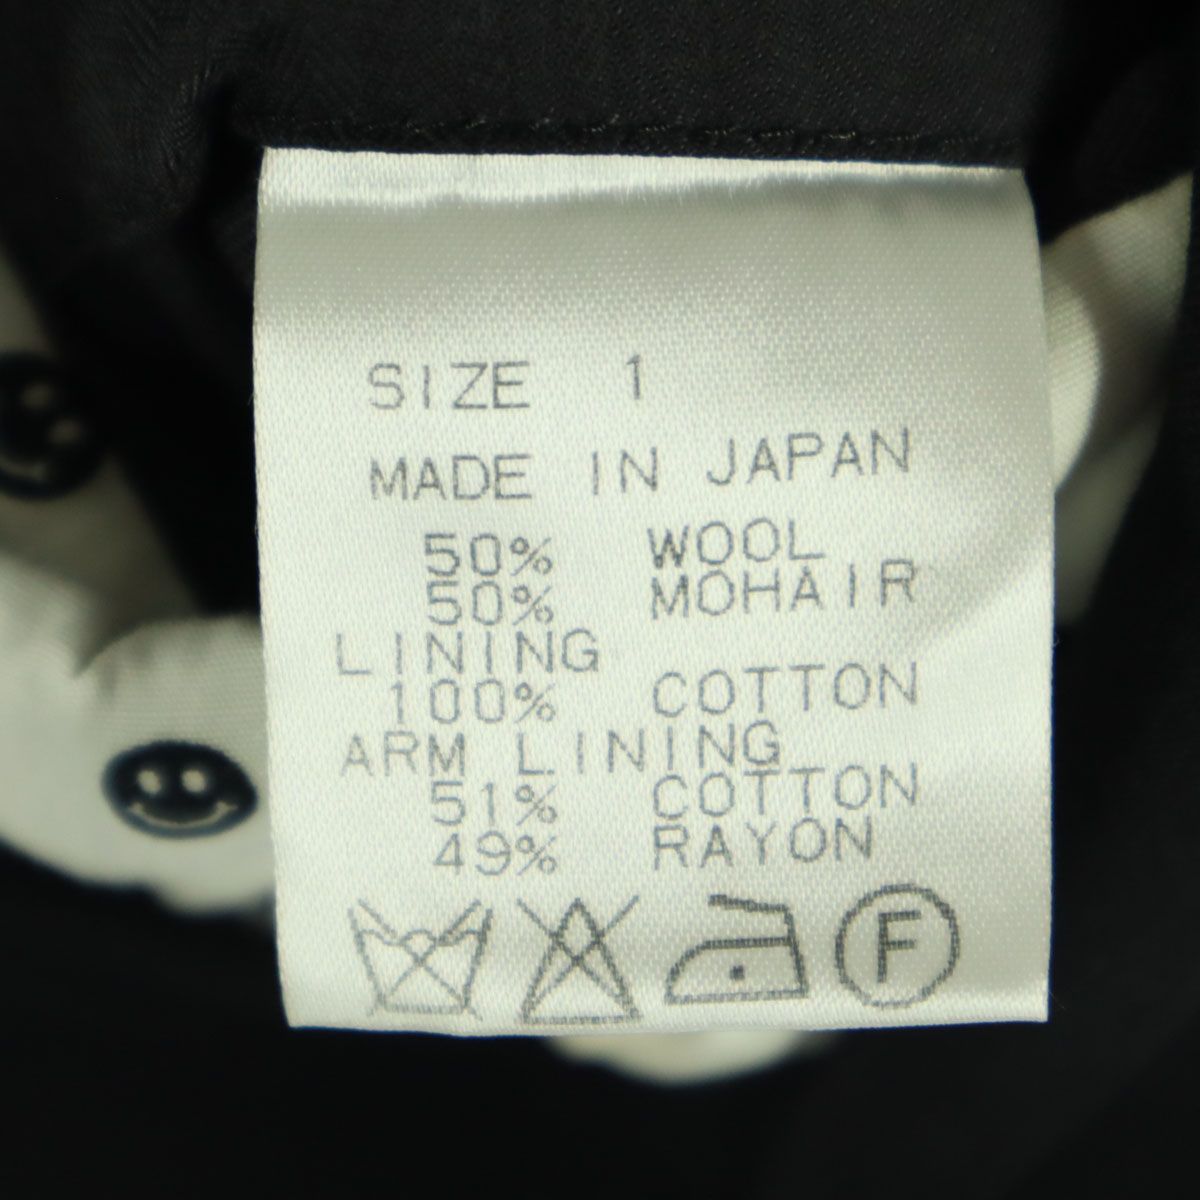 SIZE 1
MADE IN JAPAN
50% WOOL
50% MOHAIR
LINING
100% COTTON
ARM LINING
51% COTTON
49% RAYON
F